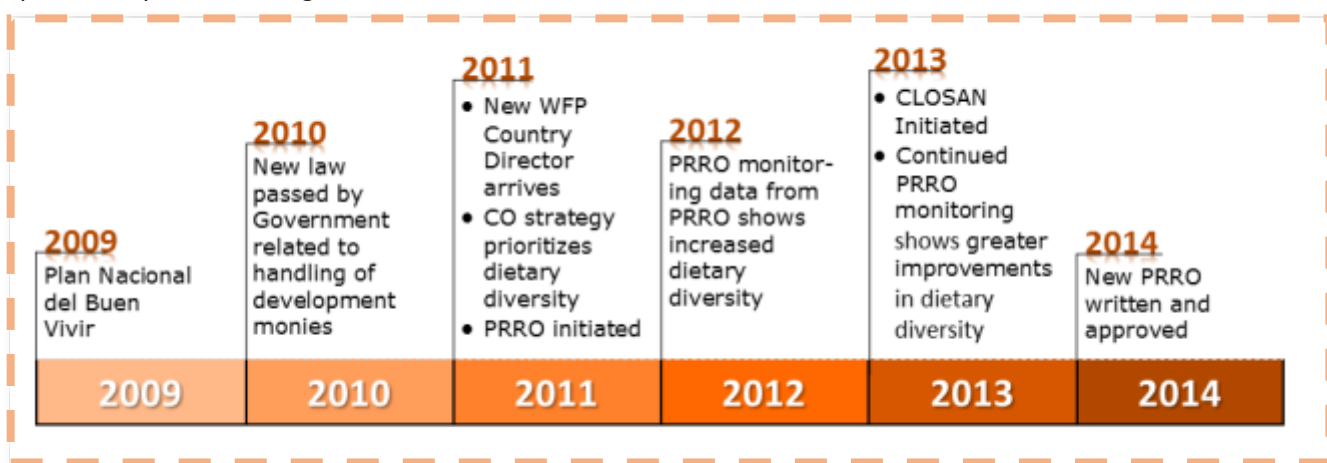 2009
Plan Nacional
del Buen
Vivir
2010
New law
passed by
Government
related to
handling of
development
monies
2011
• New WFP
Country
Director
arrives
• CO strategy
prioritizes
dietary
diversity
• PRRO initiated
2012
PRRO monitor-
ing data from
PRRO shows
increased
dietary
diversity
2013
• CLOSAN
Initiated
• Continued
PRRO
monitoring
shows greater
improvements
in dietary
diversity
2014
New PRRO
written and
approved
2009
2010
2011
2012
2013
2014